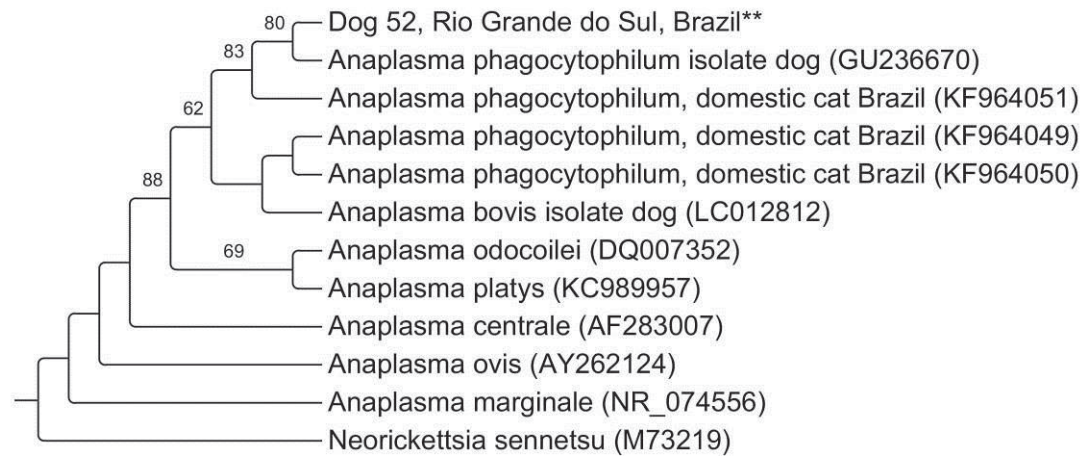 80
Dog 52, Rio Grande do Sul, Brazil**
83
Anaplasma phagocytophilum isolate dog (GU236670)
Anaplasma phagocytophilum, domestic cat Brazil (KF964051)
62
Anaplasma phagocytophilum, domestic cat Brazil (KF964049)
Anaplasma phagocytophilum, domestic cat Brazil (KF964050)
88
Anaplasma bovis isolate dog (LC012812)
69
Anaplasma odocoilei (DQ007352)
Anaplasma platys (KC989957)
Anaplasma centrale (AF283007)
Anaplasma ovis (AY262124)
Anaplasma marginale (NR_074556)
Neorickettsia sennetsu (M73219)